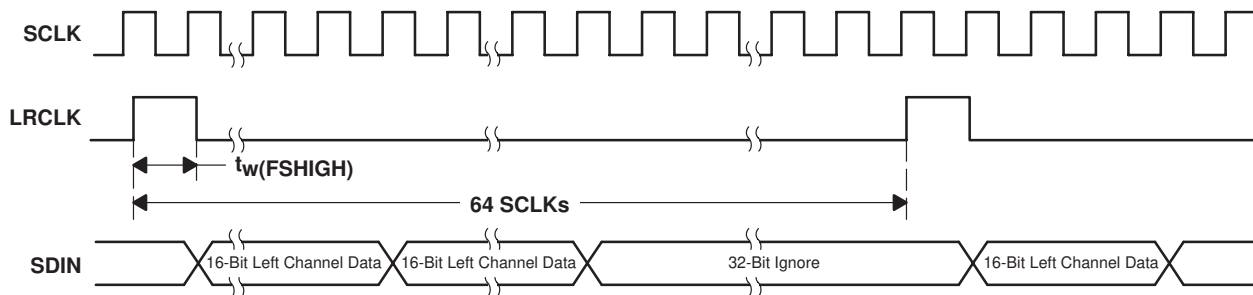 SCLK
LRCLK
tw(FSHIGH)
64 SCLKs
SDIN
16-Bit Left Channel Data
16-Bit Left Channel Data
32-Bit Ignore
16-Bit Left Channel Data